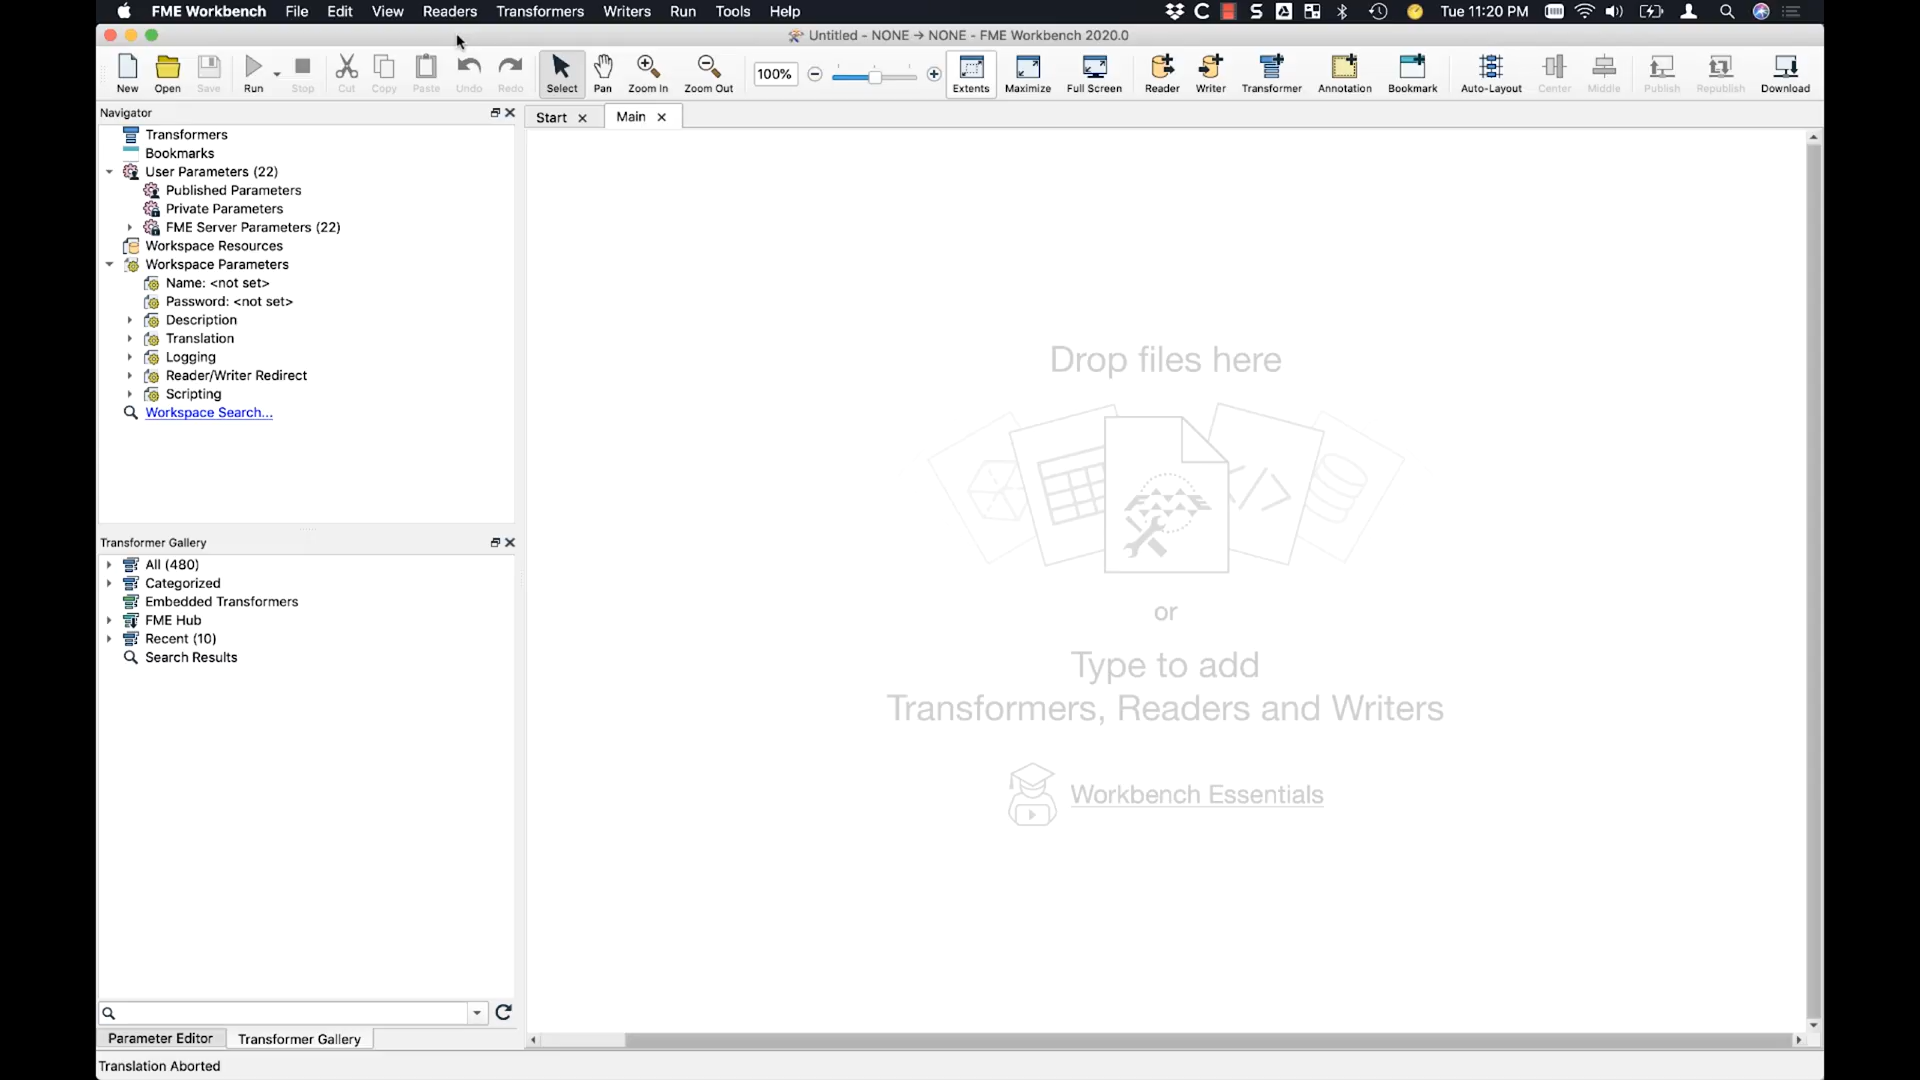 FME Workbench File Edit View Readers Transformers Writers Run Tools Help Tue 11:20 PM
Untitled - NONE → NONE - FME Workbench 2020.0
New Open Save Run Stop Cut Copy Paste Undo Redo Select Pan Zoom In Zoom Out 100% Extents Maximize Full Screen Reader Writer Transformer Annotation Bookmark Auto-Layout Center Middle Publish Republish Download
Navigator
Start Main
Transformers
Bookmarks
User Parameters (22)
Published Parameters
Private Parameters
FME Server Parameters (22)
Workspace Resources
Workspace Parameters
Name: <not set>
Password: <not set>
Description
Translation
Logging
Reader/Writer Redirect
Scripting
Workspace Search...
Transformer Gallery
All (480)
Categorized
Embedded Transformers
FME Hub
Recent (10)
Search Results
Parameter Editor Transformer Gallery
Translation Aborted
Drop files here
or
Type to add
Transformers, Readers and Writers
Workbench Essentials